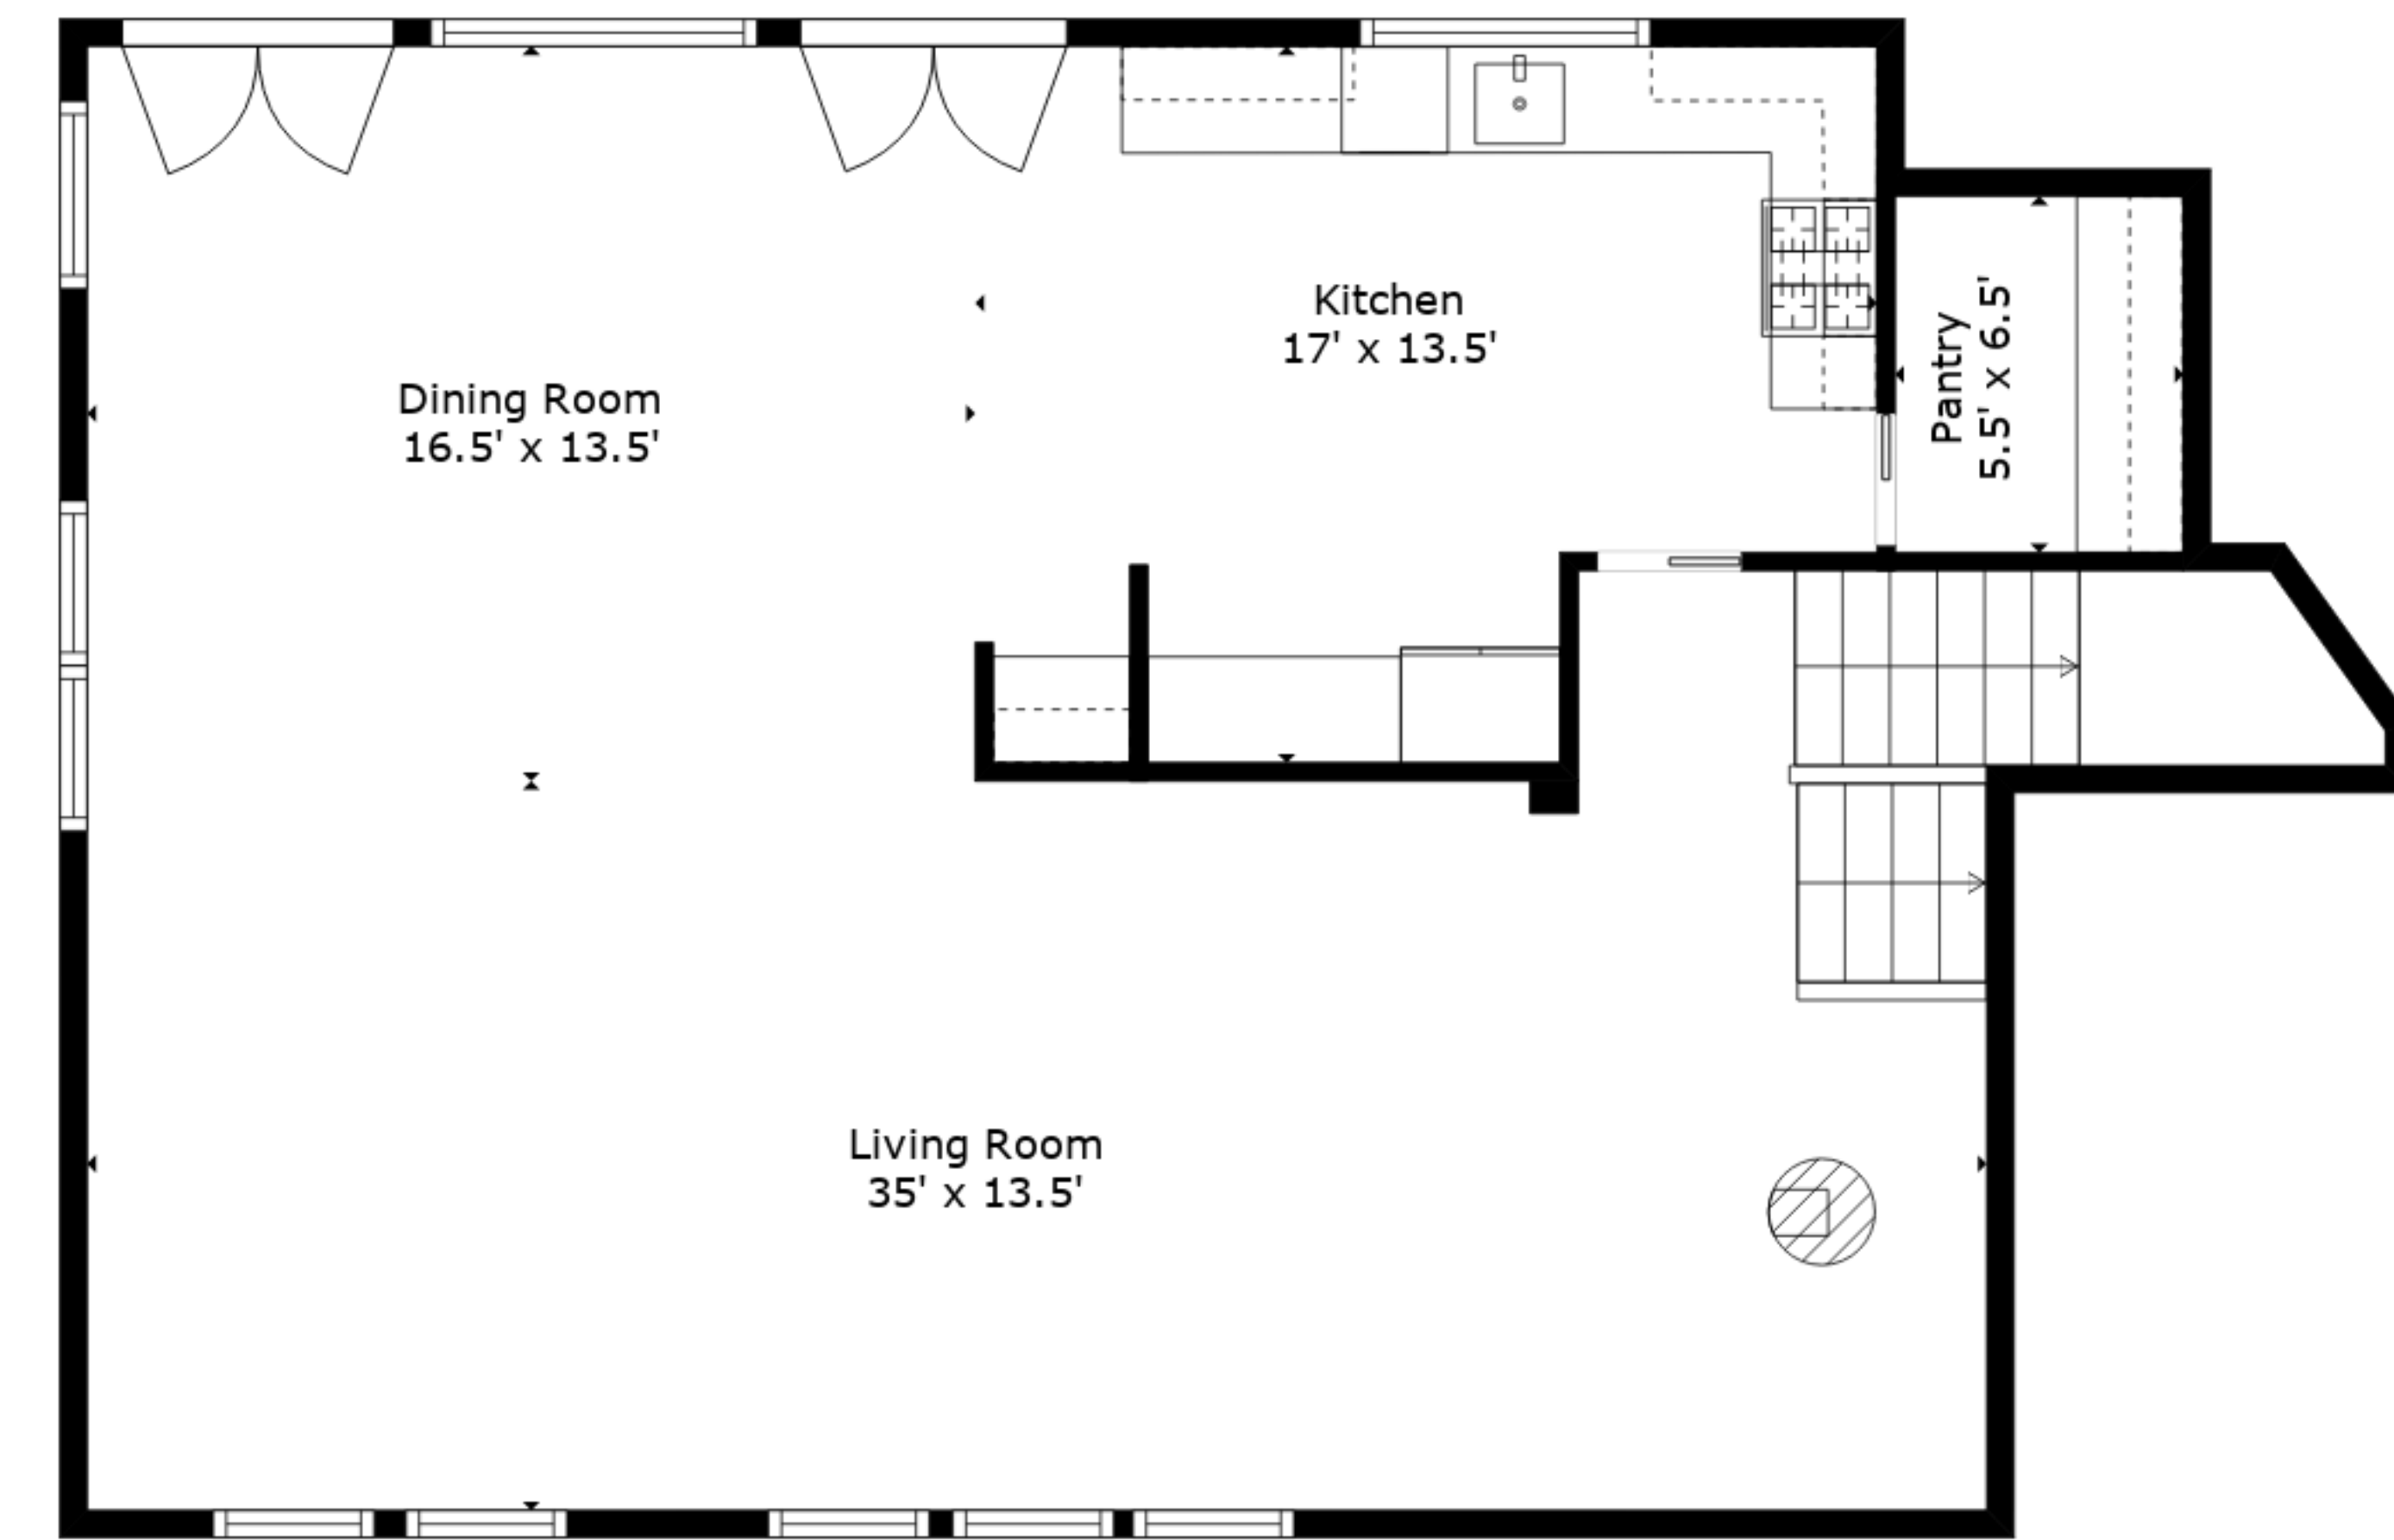 Kitchen
17' x 13.5'
Pantry
5.5' x 6.5'
Dining Room
16.5' x 13.5'
Living Room
35' x 13.5'